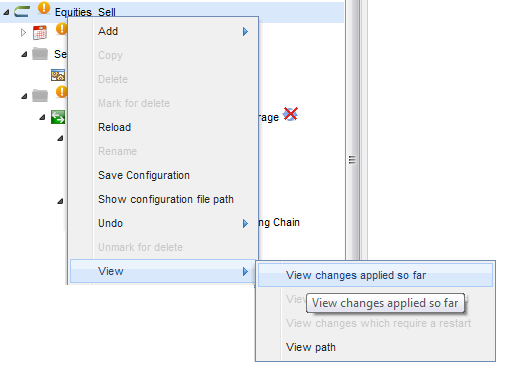 Equities Sell
Add
Copy
Se
Delete
Mark for delete
Reload
rage
Rename
Save Configuration
Show configuration file path
Undo
ng Chain
Unmark for delete
View
View changes applied so far
View changes applied so far
View changes which require a restart
View path